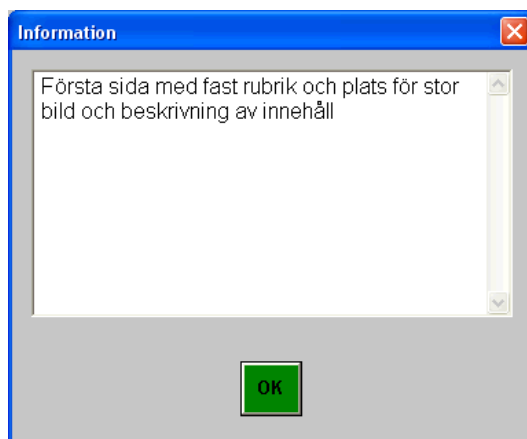 Information
Första sida med fast rubrik och plats för stor
bild och beskrivning av innehåll
OK